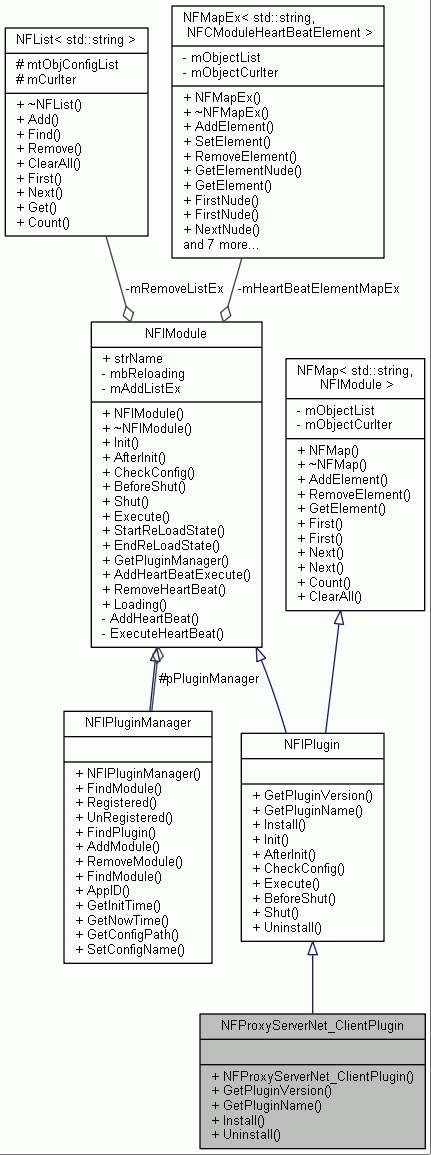 NFList< std::string >
# mtObjConfigList
# mCurIter
+ ~NFList()
+ Add()
+ Find()
+ Remove()
+ ClearAll()
+ First()
+ Next()
+ Get()
+ Count()
NFMapEx< std::string,
NFCModuleHeartBeatElement >
- mObjectList
- mObjectCurIter
+ NFMapEx()
+ ~NFMapEx()
+ AddElement()
+ SetElement()
+ RemoveElement()
+ GetElementNude()
+ GetElement()
+ FirstNude()
+ FirstNude()
+ NextNude()
and 7 more...
-mRemoveListEx
-mHeartBeatElementMapEx
NFIModule
+ strName
- mbReloading
- mAddListEx
+ NFIModule()
+ ~NFIModule()
+ Init()
+ AfterInit()
+ CheckConfig()
+ BeforeShut()
+ Shut()
+ Execute()
+ StartReLoadState()
+ EndReLoadState()
+ GetPluginManager()
+ AddHeartBeatExecute()
+ RemoveHeartBeat()
+ Loading()
- AddHeartBeat()
- ExecuteHeartBeat()
NFMap< std::string,
NFIModule >
- mObjectList
- mObjectCurIter
+ NFMap()
+ ~NFMap()
+ AddElement()
+ RemoveElement()
+ GetElement()
+ First()
+ First()
+ Next()
+ Next()
+ Count()
+ ClearAll()
#pPluginManager
NFIPluginManager
+ NFIPluginManager()
+ FindModule()
+ Registered()
+ UnRegistered()
+ FindPlugin()
+ AddModule()
+ RemoveModule()
+ FindModule()
+ AppID()
+ GetInitTime()
+ GetNowTime()
+ GetConfigPath()
+ SetConfigName()
NFIPlugin
+ GetPluginVersion()
+ GetPluginName()
+ Install()
+ Init()
+ AfterInit()
+ CheckConfig()
+ Execute()
+ BeforeShut()
+ Shut()
+ Uninstall()
NFProxyServerNet_ClientPlugin
+ NFProxyServerNet_ClientPlugin()
+ GetPluginVersion()
+ GetPluginName()
+ Install()
+ Uninstall()